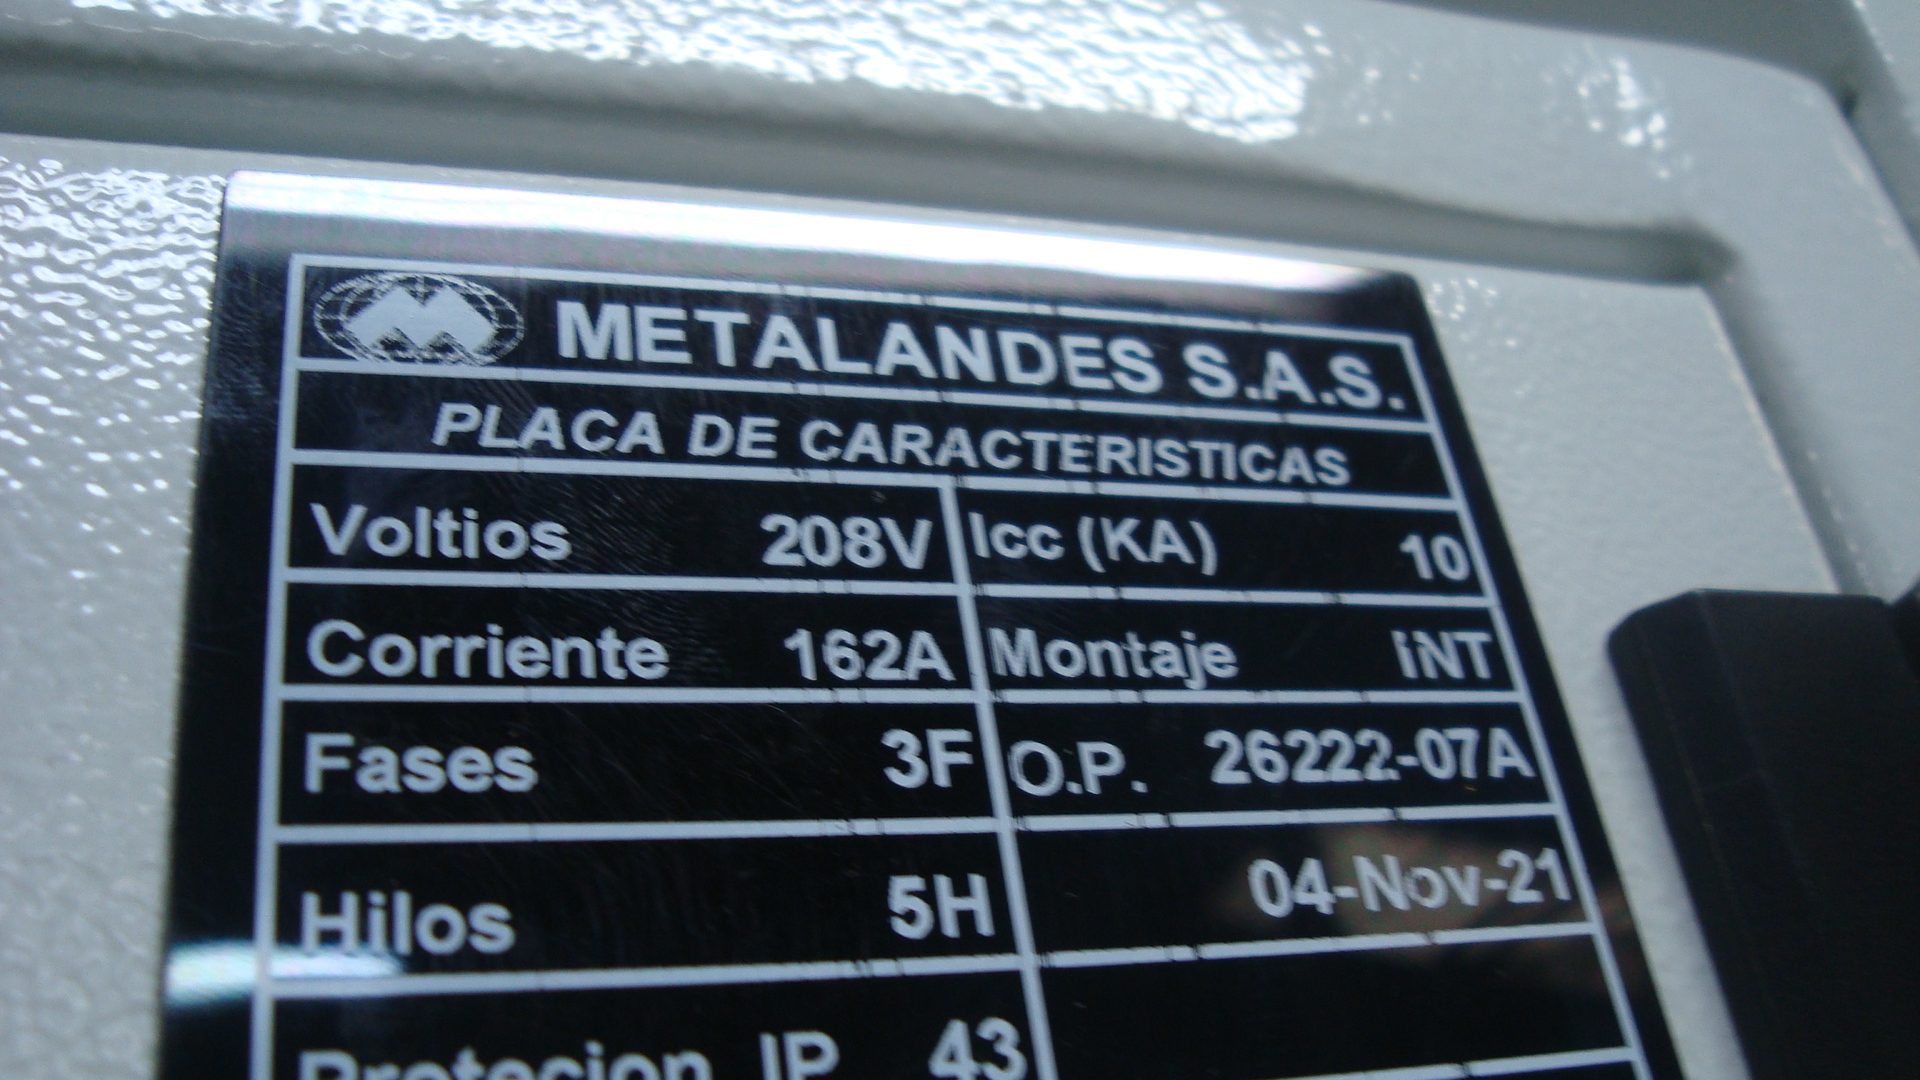 METALANDES S.A.S.
PLACA DE CARACTERISTICAS
Voltios 208V Icc (KA) 10
Corriente 162A Montaje INT
Fases 3F O.P. 26222-07A
Hilos 5H 04-Nov-21
Protecion IP 43